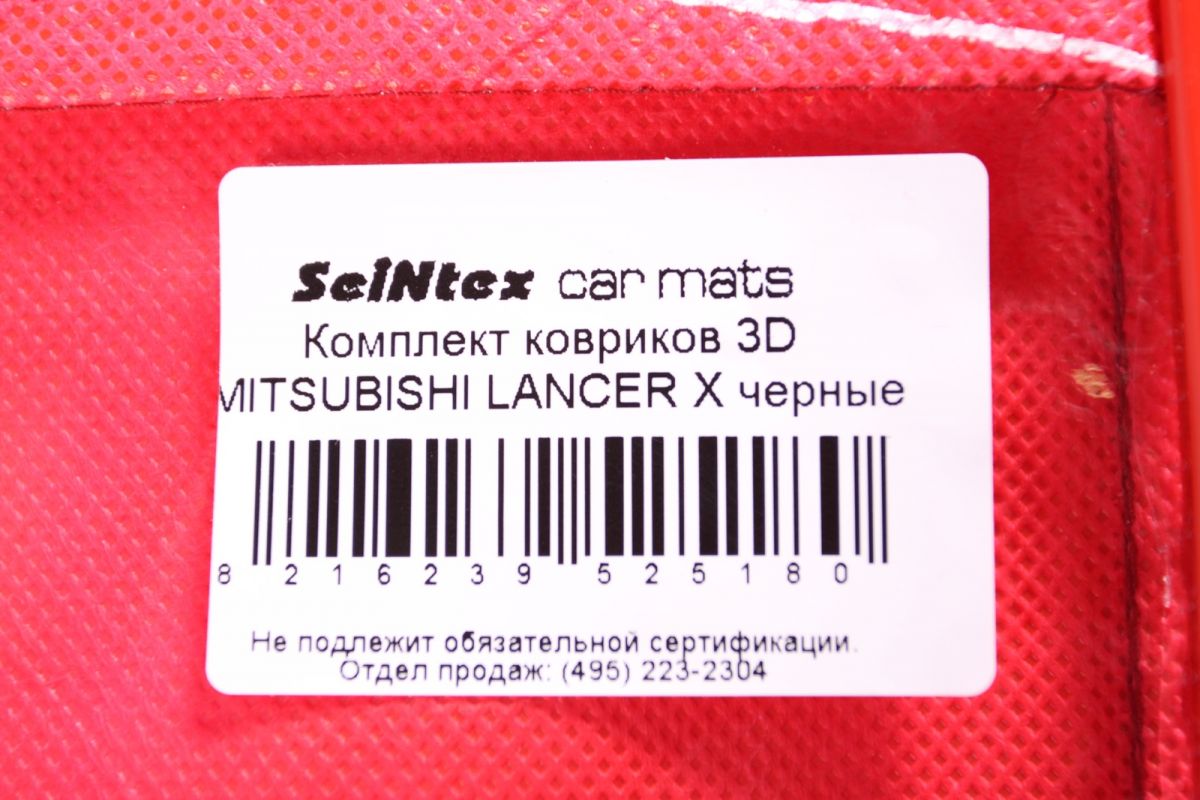 SeiNtex car mats
Комплект ковриков 3D
MITSUBISHI LANCER X черные
8 216239 525180
Не подлежит обязательной сертификации.
Отдел продаж: (495) 223-2304